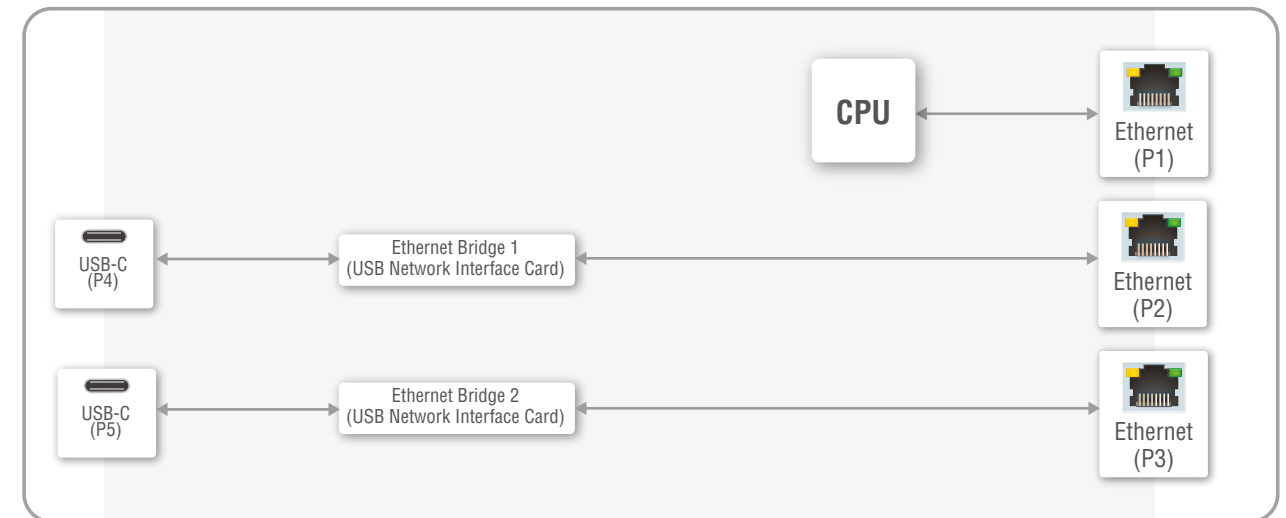 CPU
Ethernet
(P1)
USB-C
(P4)
Ethernet Bridge 1
(USB Network Interface Card)
Ethernet
(P2)
USB-C
(P5)
Ethernet Bridge 2
(USB Network Interface Card)
Ethernet
(P3)